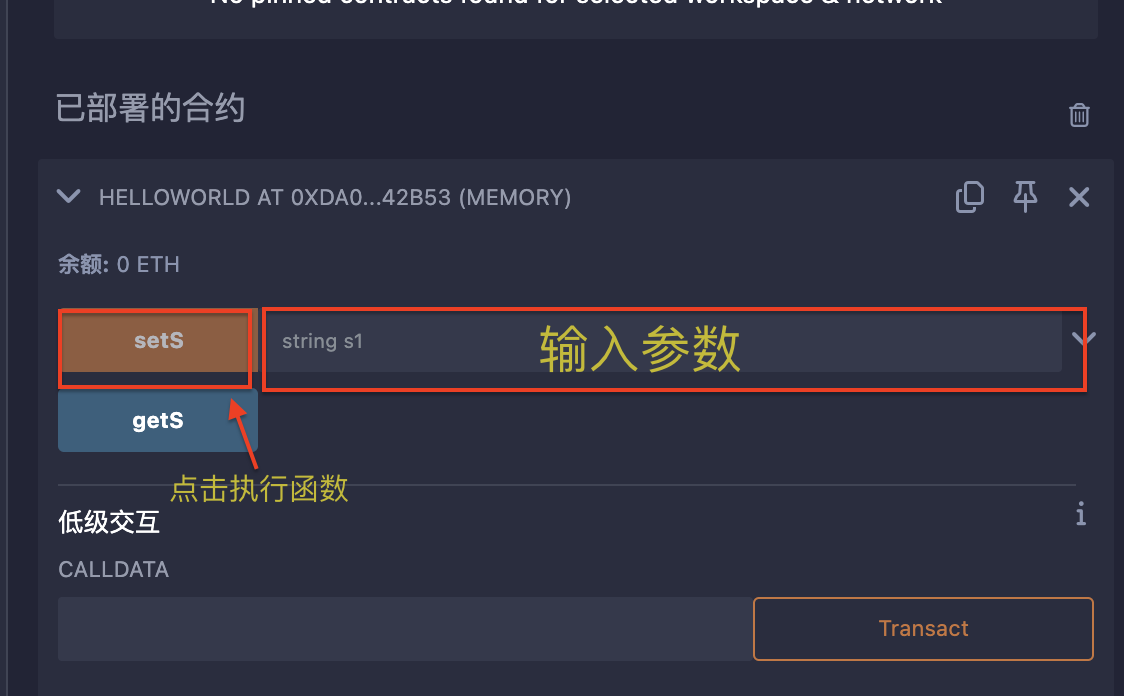 No pinned contracts found for selected workspace & network
已部署的合约
HELLOWORLD AT 0XDA0...42B53 (MEMORY)
余额: 0 ETH
setS
string s1
输入参数
getS
点击执行函数
低级交互
i
CALLDATA
Transact